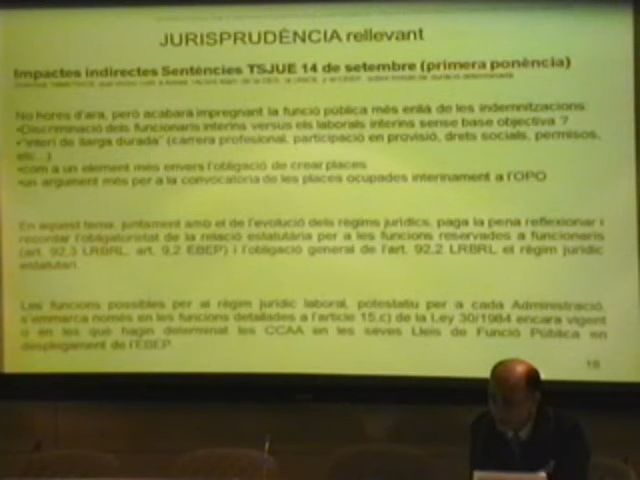 JURISPRUDÈNCIA rellevant
Impactes indirectes Sentències TSJUE 14 de setembre (primera ponència)
No hores d'ara, però acabarà impregnant la funció pública més enllà de les indemnitzacions:
•Discriminació dels funcionaris interins versus els laborals interins sense base objectiva ?
•"interí de llarga durada" (carrera professional, participació en provisió, drets socials, permisos,
etc...)
•com a un element més envers l'obligació de crear places
•un argument més per a la convocatòria de les places ocupades interinament a l'OPO
En aquest tema, juntament amb el de l'evolució dels règims jurídics, paga la pena reflexionar i
recordar l'obligatorietat de la relació estatutària per a les funcions reservades a funcionaris
(art. 92,3 LRBRL, art. 9,2 EBEP) i l'obligació general de l'art. 92,2 LRBRL el règim jurídic
estatutari.
Les funcions possibles per al règim jurídic laboral, potestatiu per a cada Administració,
s'emmarca només en les funcions detallades a l'article 15.c) de la Ley 30/1984 encara vigent
o en les què hagin determinat les CCAA en les seves Lleis de Funció Pública en
desplegament de l'EBEP